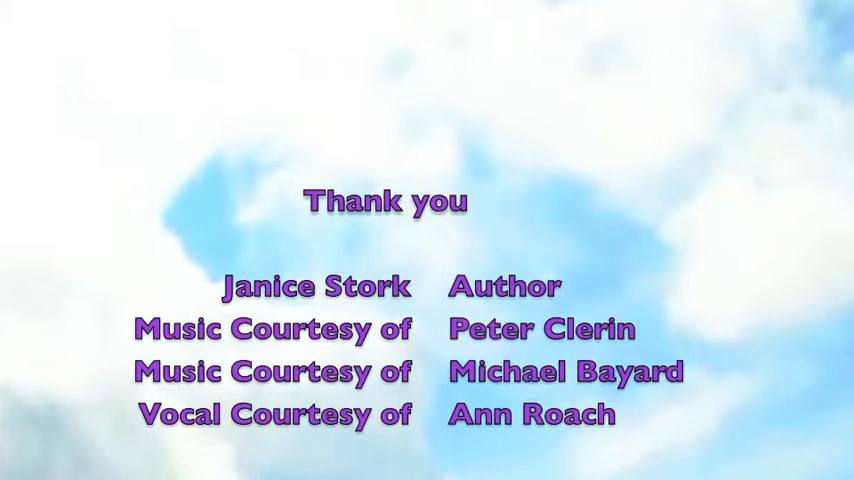 Thank you
Janice Stork Author
Music Courtesy of Peter Clerin
Music Courtesy of Michael Bayard
Vocal Courtesy of Ann Roach